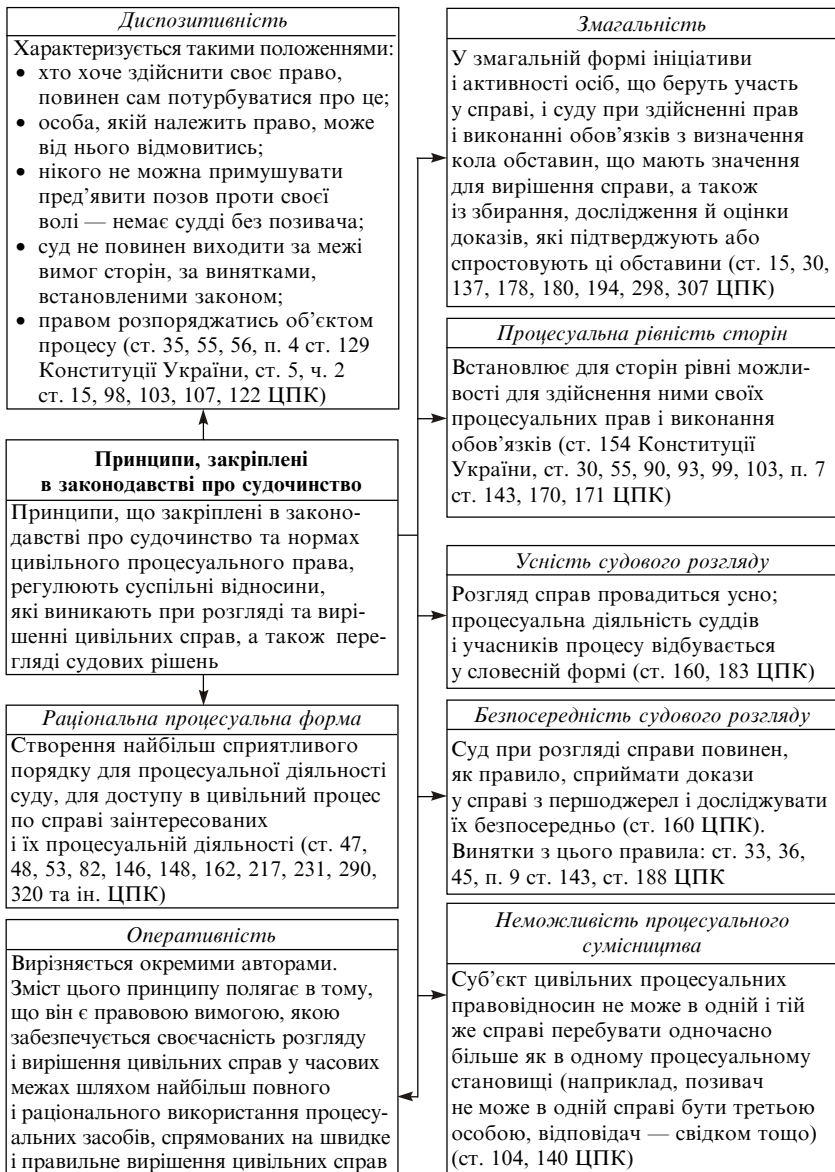 Диспозитивність
Характеризується такими положеннями:
• хто хоче здійснити своє право,
повинен сам потурбуватися про це;
• особа, якій належить право, може
від нього відмовитись;
• нікого не можна примушувати
пред’явити позов проти своєї
волі — немає судді без позивача;
• суд не повинен виходити за межі
вимог сторін, за винятками,
встановленими законом;
• правом розпоряджатись об’єктом
процесу (ст. 35, 55, 56, п. 4 ст. 129
Конституції України, ст. 5, ч. 2
ст. 15, 98, 103, 107, 122 ЦПК)
Принципи, закріплені
в законодавстві про судочинство
Принципи, що закріплені в законо-
давстві про судочинство та нормах
цивільного процесуального права,
регулюють суспільні відносини,
які виникають при розгляді та вирі-
шенні цивільних справ, а також пере-
гляді судових рішень
Раціональна процесуальна форма
Створення найбільш сприятливого
порядку для процесуальної діяльності
суду, для доступу в цивільний процес
по справі заінтересованих
і їх процесуальній діяльності (ст. 47,
48, 53, 82, 146, 148, 162, 217, 231, 290,
320 та ін. ЦПК)
Оперативність
Вирізняється окремими авторами.
Зміст цього принципу полягає в тому,
що він є правовою вимогою, якою
забезпечується своєчасність розгляду
і вирішення цивільних справ у часових
межах шляхом найбільш повного
і раціонального використання процесу-
альних засобів, спрямованих на швидке
і правильне вирішення цивільних справ
Змагальність
У змагальній формі ініціативи
і активності осіб, що беруть участь
у справі, і суду при здійсненні прав
і виконанні обов’язків з визначення
кола обставин, що мають значення
для вирішення справи, а також
із збирання, дослідження й оцінки
доказів, які підтверджують або
спростовують ці обставини (ст. 15, 30,
137, 178, 180, 194, 298, 307 ЦПК)
Процесуальна рівність сторін
Встановлює для сторін рівні можли-
вості для здійснення ними своїх
процесуальних прав і виконання
обов’язків (ст. 154 Конституції
України, ст. 30, 55, 90, 93, 99, 103, п. 7
ст. 143, 170, 171 ЦПК)
Усність судового розгляду
Розгляд справ провадиться усно;
процесуальна діяльність суддів
і учасників процесу відбувається
у словесній формі (ст. 160, 183 ЦПК)
Безпосередність судового розгляду
Суд при розгляді справи повинен,
як правило, сприймати докази
у справі з першоджерел і досліджувати
їх безпосередньо (ст. 160 ЦПК).
Винятки з цього правила: ст. 33, 36,
45, п. 9 ст. 143, ст. 188 ЦПК
Неможливість процесуального
сумісництва
Суб’єкт цивільних процесуальних
правовідносин не може в одній і тій
же справі перебувати одночасно
більше як в одному процесуальному
становищі (наприклад, позивач
не може в одній справі бути третьою
особою, відповідач — свідком тощо)
(ст. 104, 140 ЦПК)